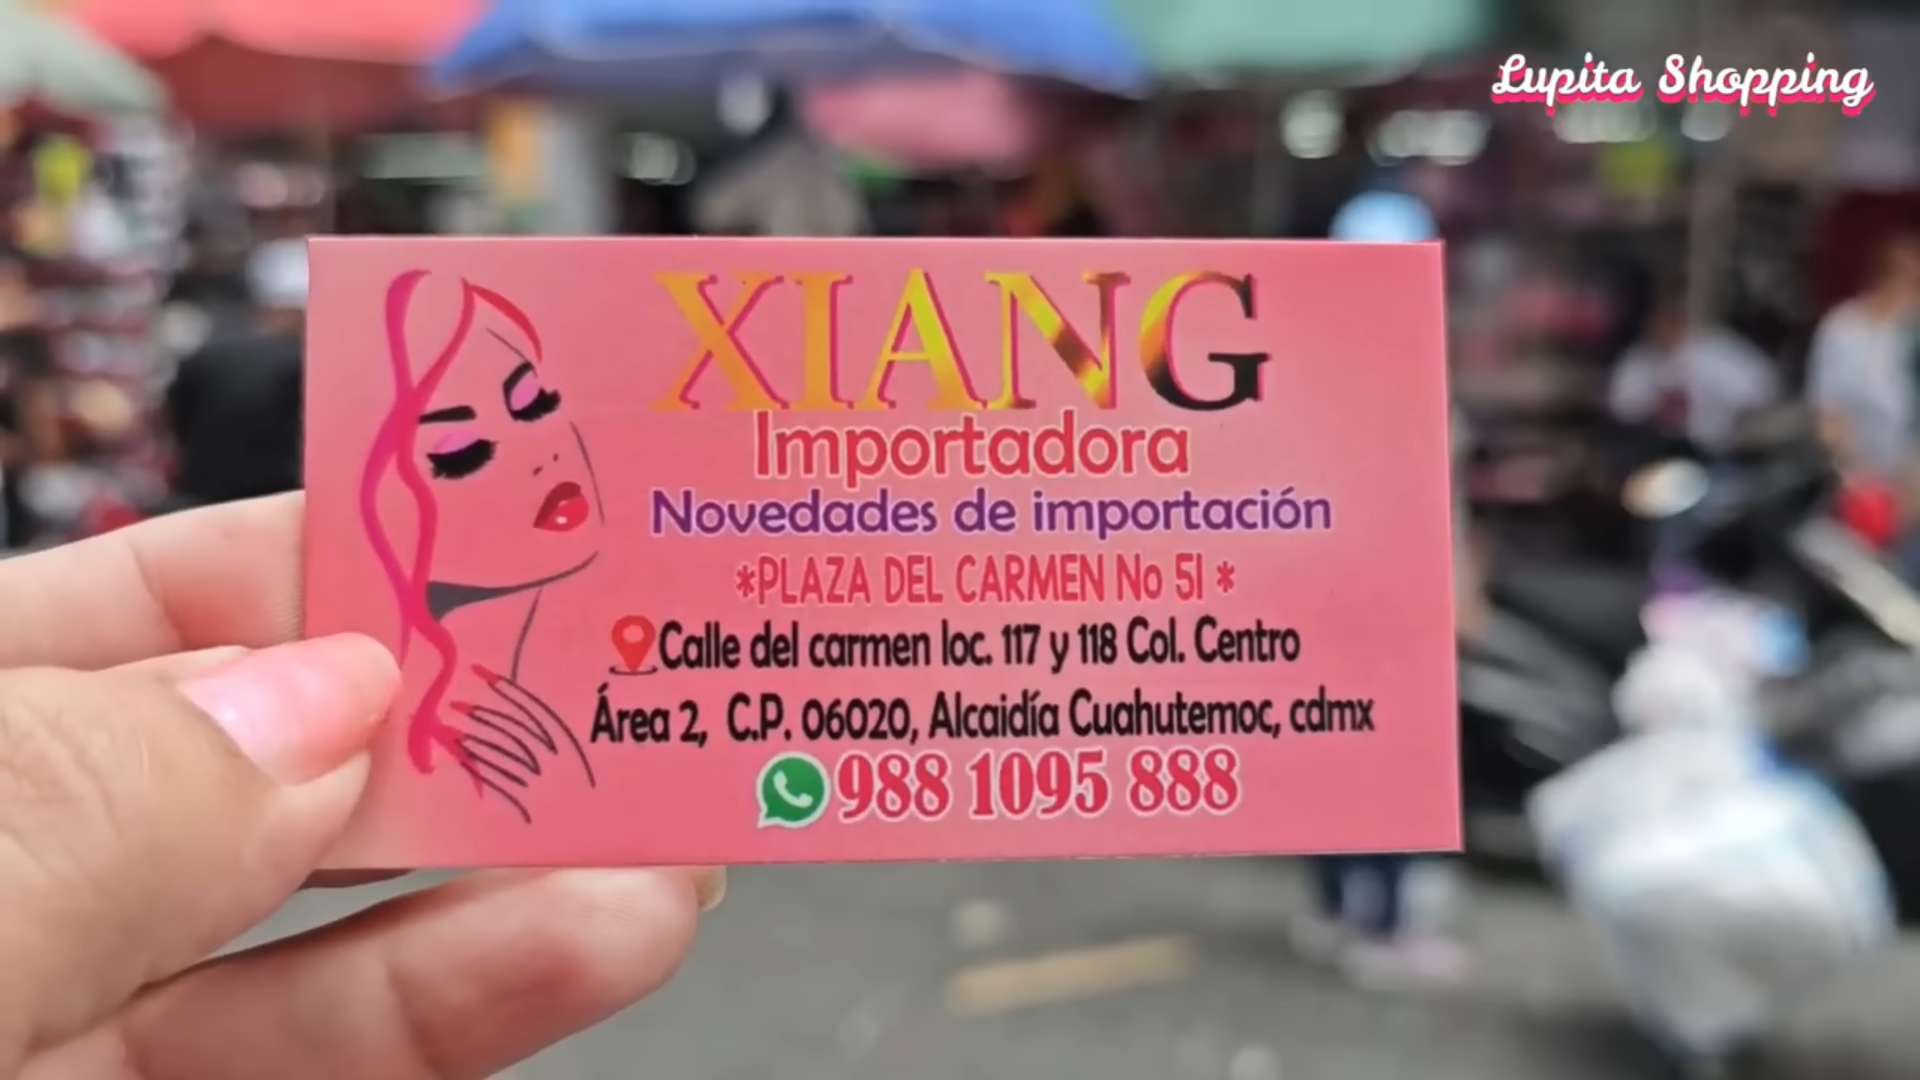 Lupita Shopping
XIANG
Importadora
Novedades de importación
*PLAZA DEL CARMEN No 51 *
Calle del carmen loc. 117 y 118 Col. Centro
Área 2, C.P. 06020, Alcaidía Cuahutemoc, cdmx
988 1095 888